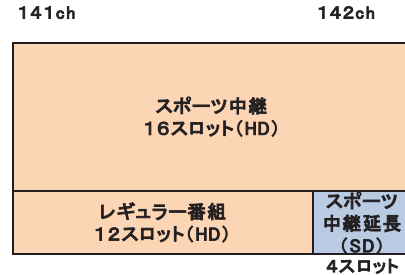 141ch 142ch
スポーツ中継
16スロット（HD）
レギュラー番組
12スロット（HD）
スポーツ
中継延長
（SD）
4スロット